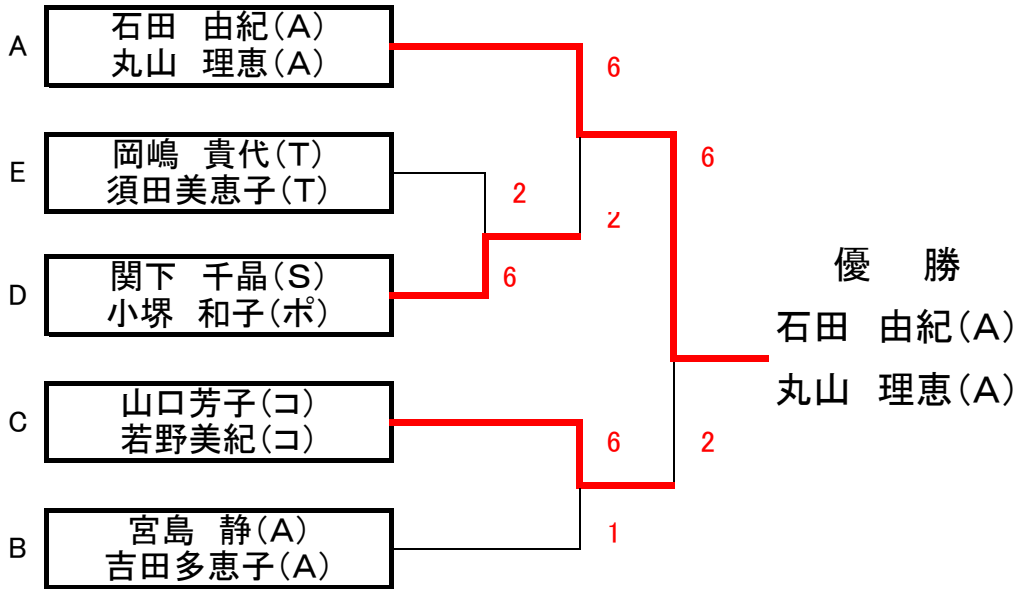 A
石田　由紀(A)
丸山　理恵(A)
6
E
岡嶋　貴代(T)
須田美恵子(T)
2
6
2
D
関下　千晶(S)
小堺　和子(ポ)
6
優　勝
石田　由紀(A)
丸山　理恵(A)
C
山口芳子(コ)
若野美紀(コ)
6
2
B
宮島　静(A)
吉田多恵子(A)
1